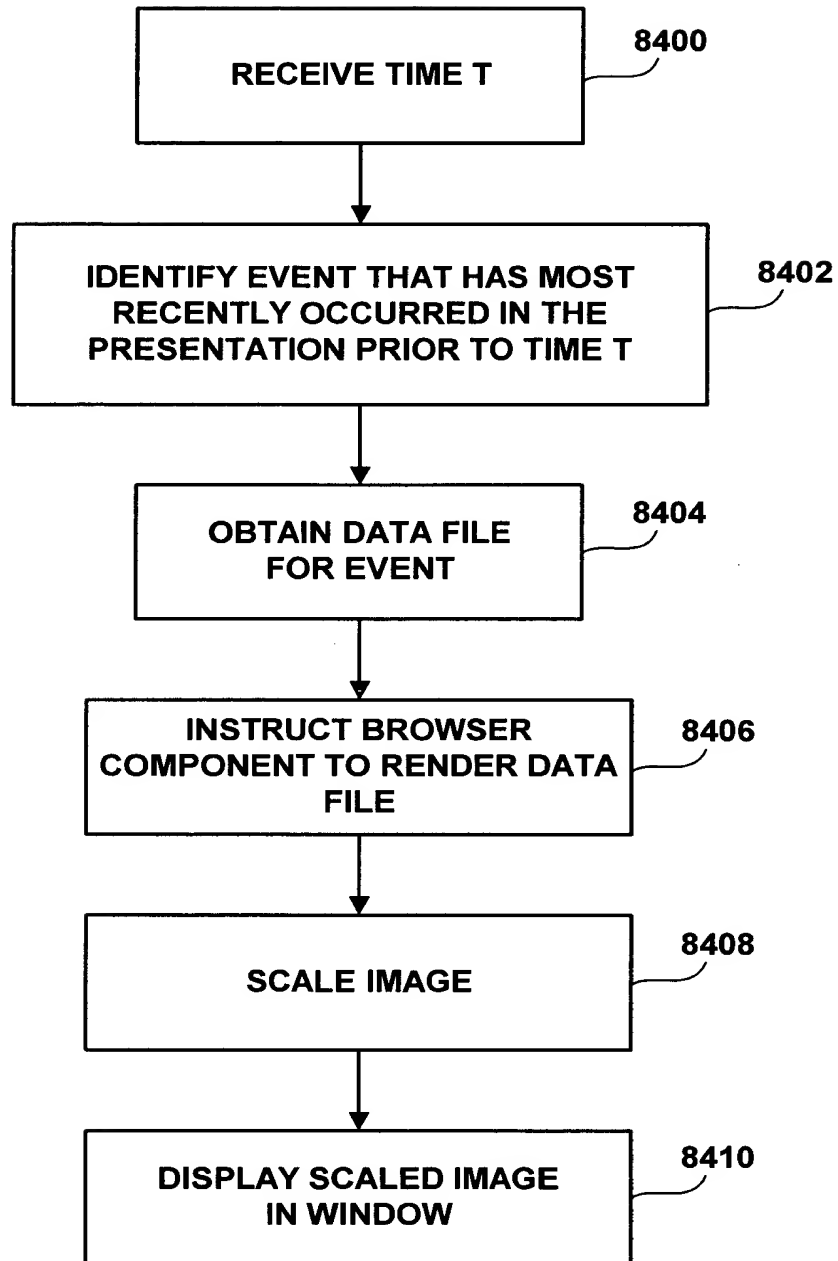 8400
RECEIVE TIME T
8402
IDENTIFY EVENT THAT HAS MOST
RECENTLY OCCURRED IN THE
PRESENTATION PRIOR TO TIME T
8404
OBTAIN DATA FILE
FOR EVENT
8406
INSTRUCT BROWSER
COMPONENT TO RENDER DATA
FILE
8408
SCALE IMAGE
8410
DISPLAY SCALED IMAGE
IN WINDOW